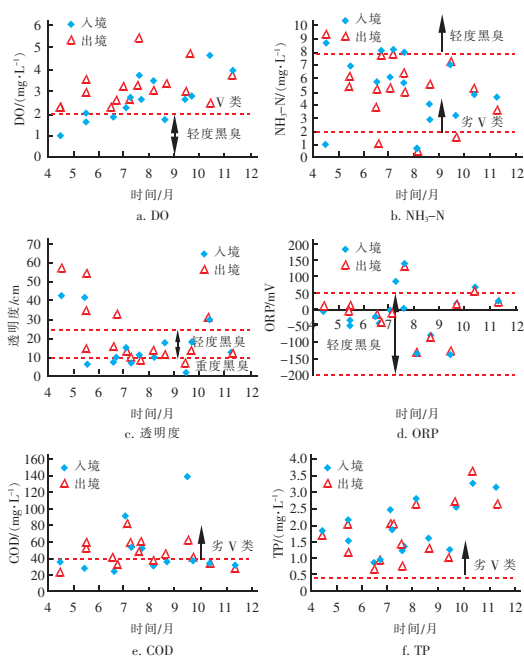 入境
出境
DO/(mg·L⁻¹)
6
5
4
3
2
1
0
V 类
轻度黑臭
4 5 6 7 8 9 10 11 12
时间/月
a. DO
入境
出境
NH₃-N/(mg·L⁻¹)
10
9
8
7
6
5
4
3
2
1
0
轻度黑臭
劣 V 类
4 5 6 7 8 9 10 11 12
时间/月
b. NH₃-N
入境
出境
透明度/cm
60
50
40
30
20
10
0
轻度黑臭
重度黑臭
4 5 6 7 8 9 10 11 12
时间/月
c. 透明度
入境
出境
ORP/mV
200
150
100
50
0
-50
-100
-150
-200
4 5 6 7 8 9 10 11 12
轻度黑臭
时间/月
d. ORP
入境
出境
COD/(mg·L⁻¹)
160
140
120
100
80
60
40
20
0
劣 V 类
4 5 6 7 8 9 10 11 12
时间/月
e. COD
入境
出境
TP/(mg·L⁻¹)
4.0
3.5
3.0
2.5
2.0
1.5
1.0
0.5
0
劣 V 类
4 5 6 7 8 9 10 11 12
时间/月
f. TP